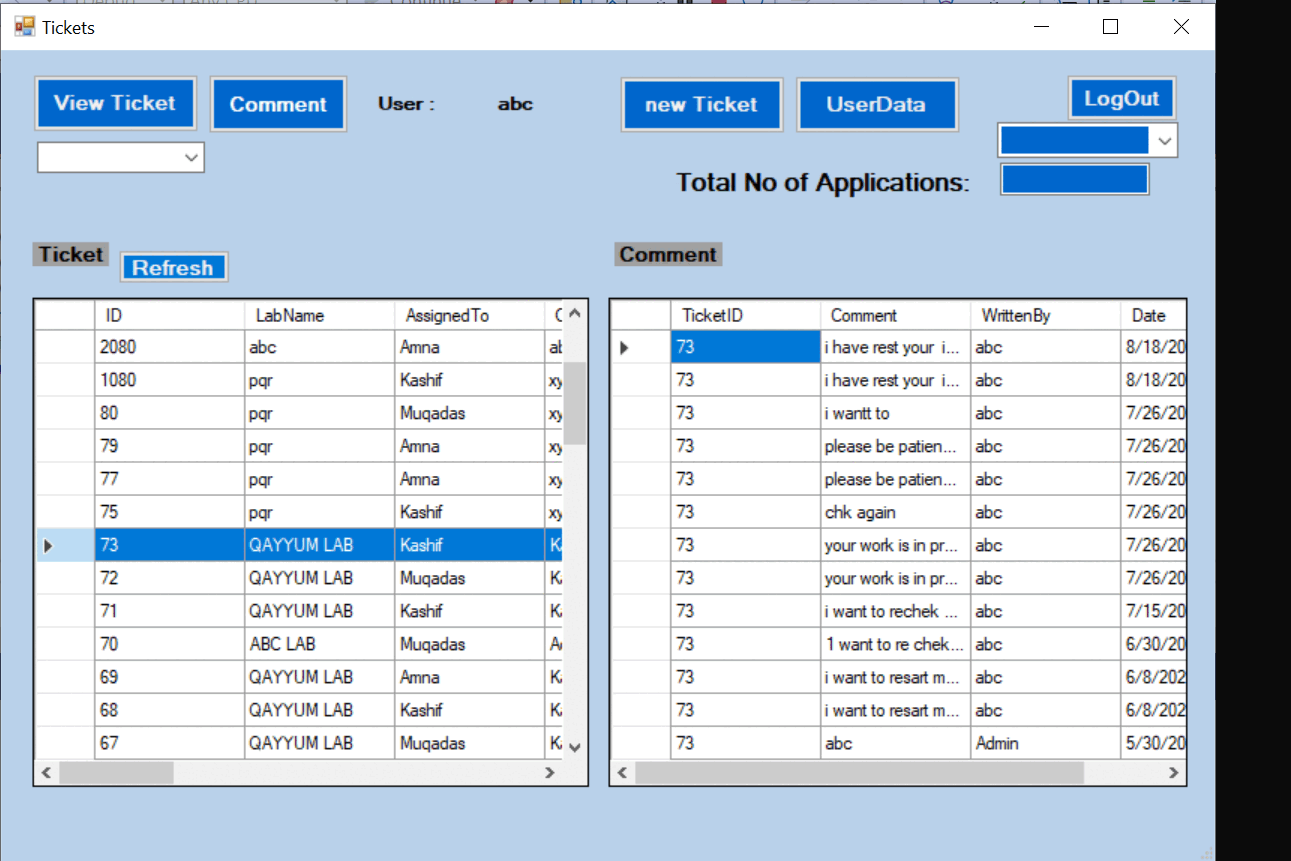 Tickets
View Ticket Comment User : abc new Ticket UserData LogOut
Total No of Applications:
Ticket Refresh Comment
ID LabName AssignedTo
2080 abc Amna
1080 pqr Kashif
80 pqr Muqadas
79 pqr Amna
77 pqr Amna
75 pqr Kashif
73 QAYYUM LAB Kashif
72 QAYYUM LAB Muqadas
71 QAYYUM LAB Kashif
70 ABC LAB Muqadas
69 QAYYUM LAB Amna
68 QAYYUM LAB Kashif
67 QAYYUM LAB Muqadas
TicketID Comment WrittenBy Date
73 i have rest your i... abc 8/18/20
73 i have rest your i... abc 8/18/20
73 i wantt to abc 7/26/20
73 please be patien... abc 7/26/20
73 please be patien... abc 7/26/20
73 chk again abc 7/26/20
73 your work is in pr... abc 7/26/20
73 your work is in pr... abc 7/26/20
73 i want to rechek ... abc 7/15/20
73 1 want to re chek... abc 6/30/20
73 i want to resart m... abc 6/8/202
73 i want to resart m... abc 6/8/202
73 abc Admin 5/30/20